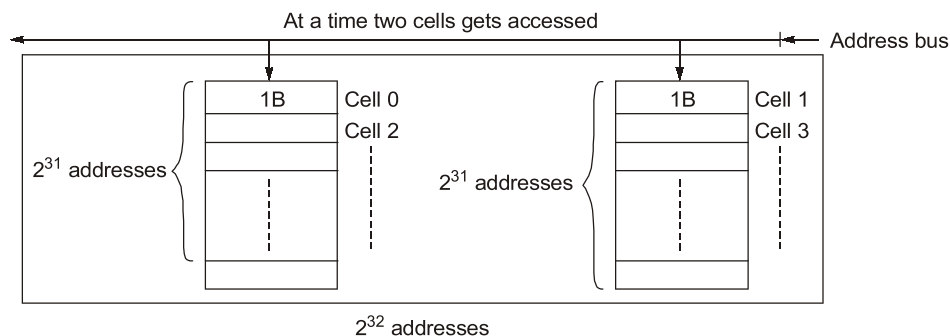 At a time two cells gets accessed
Address bus
1B Cell 0 1B Cell 1
Cell 2 Cell 3
2^31 addresses 2^31 addresses
2^32 addresses